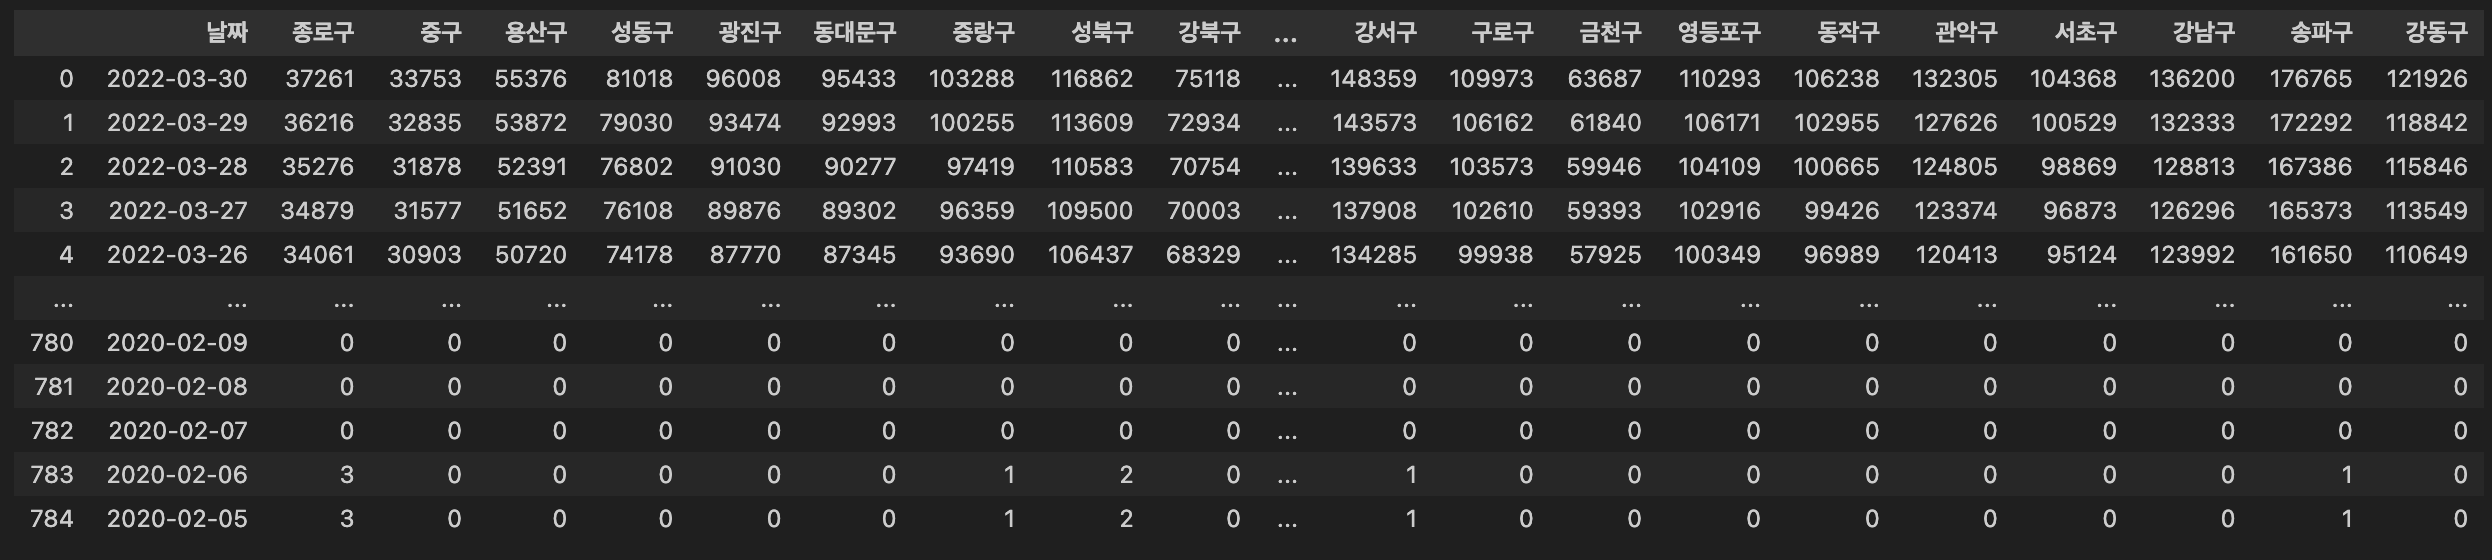 날짜 종로구 중구 용산구 성동구 광진구 동대문구 중랑구 성북구 강북구 ... 강서구 구로구 금천구 영등포구 동작구 관악구 서초구 강남구 송파구 강동구
0 2022-03-30 37261 33753 55376 81018 96008 95433 103288 116862 75118 ... 148359 109973 63687 110293 106238 132305 104368 136200 176765 121926
1 2022-03-29 36216 32835 53872 79030 93474 92993 100255 113609 72934 ... 143573 106162 61840 106171 102955 127626 100529 132333 172292 118842
2 2022-03-28 35276 31878 52391 76802 91030 90277 97419 110583 70754 ... 139633 103573 59946 104109 100665 124805 98869 128813 167386 115846
3 2022-03-27 34879 31577 51652 76108 89876 89302 96359 109500 70003 ... 137908 102610 59393 102916 99426 123374 96873 126296 165373 113549
4 2022-03-26 34061 30903 50720 74178 87770 87345 93690 106437 68329 ... 134285 99938 57925 100349 96989 120413 95124 123992 161650 110649
... ... ... ... ... ... ... ... ... ... ... ... ... ... ... ... ... ... ... ... ... ...
780 2020-02-09 0 0 0 0 0 0 0 0 0 ... 0 0 0 0 0 0 0 0 0 0
781 2020-02-08 0 0 0 0 0 0 0 0 0 ... 0 0 0 0 0 0 0 0 0 0
782 2020-02-07 0 0 0 0 0 0 0 0 0 ... 0 0 0 0 0 0 0 0 0 0
783 2020-02-06 3 0 0 0 0 0 1 2 0 ... 1 0 0 0 0 0 0 0 1 0
784 2020-02-05 3 0 0 0 0 0 1 2 0 ... 1 0 0 0 0 0 0 0 1 0